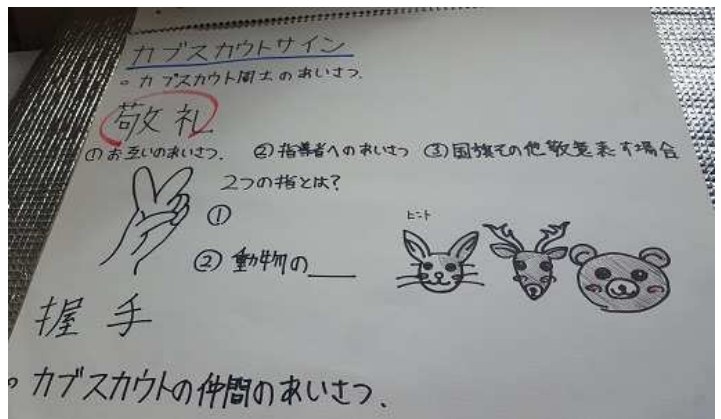 カブスカウトサイン
○ カブスカウト同士のあいさつ.
敬礼
①お互いのあいさつ. ②指導者へのあいさつ ③国旗その他敬意表す場合
2つの指とは?
①
ヒント
② 動物の___
握手
○ カブスカウトの仲間のあいさつ.